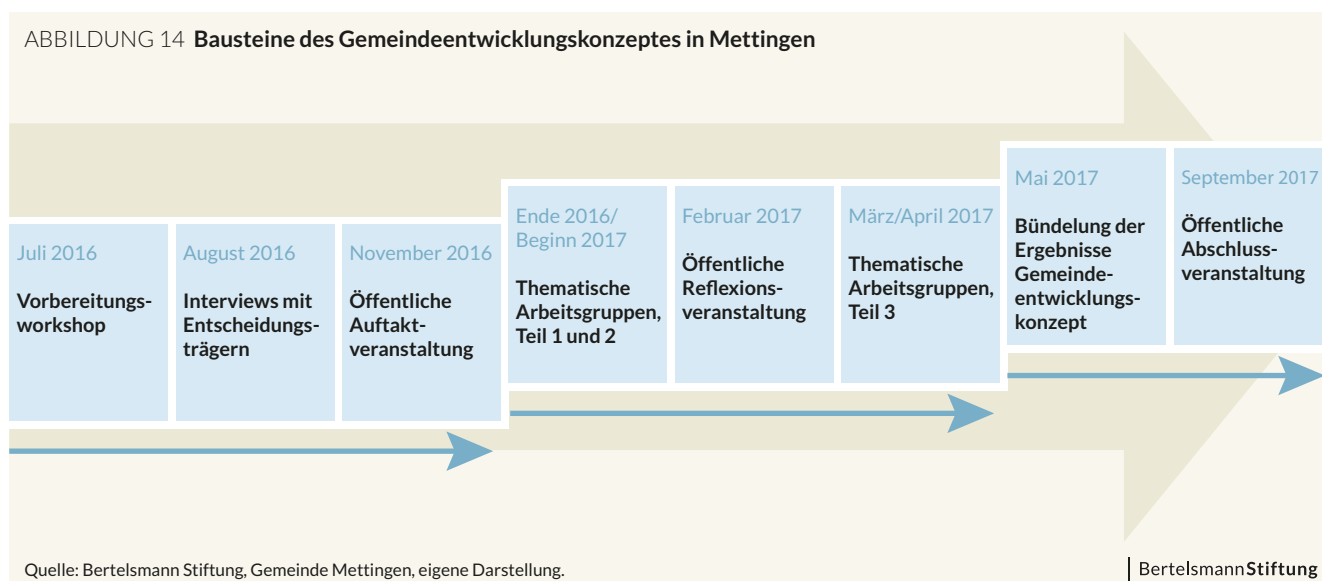 ABBILDUNG 14 Bausteine des Gemeindeentwicklungskonzeptes in Mettingen
Juli 2016
Vorbereitungs-
workshop
August 2016
Interviews mit
Entscheidungs-
trägern
November 2016
Öffentliche
Auftakt-
veranstaltung
Ende 2016/
Beginn 2017
Thematische
Arbeitsgruppen,
Teil 1 und 2
Februar 2017
Öffentliche
Reflexions-
veranstaltung
März/April 2017
Thematische
Arbeitsgruppen,
Teil 3
Mai 2017
Bündelung der
Ergebnisse
Gemeinde-
entwicklungs-
konzept
September 2017
Öffentliche
Abschluss-
veranstaltung
Quelle: Bertelsmann Stiftung, Gemeinde Mettingen, eigene Darstellung.
BertelsmannStiftung